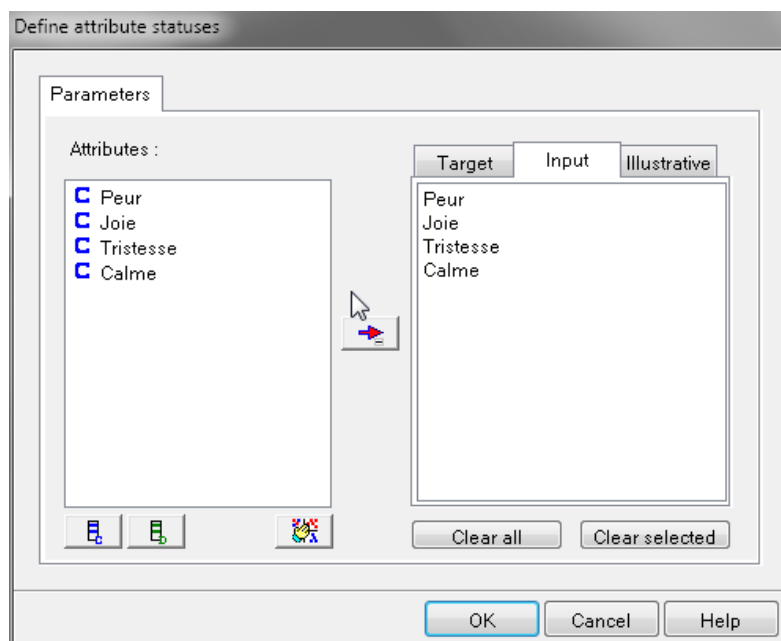 Define attribute statuses
Parameters
Attributes :
C Peur
C Joie
C Tristesse
C Calme
Target Input Illustrative
Peur
Joie
Tristesse
Calme
Clear all Clear selected
OK Cancel Help